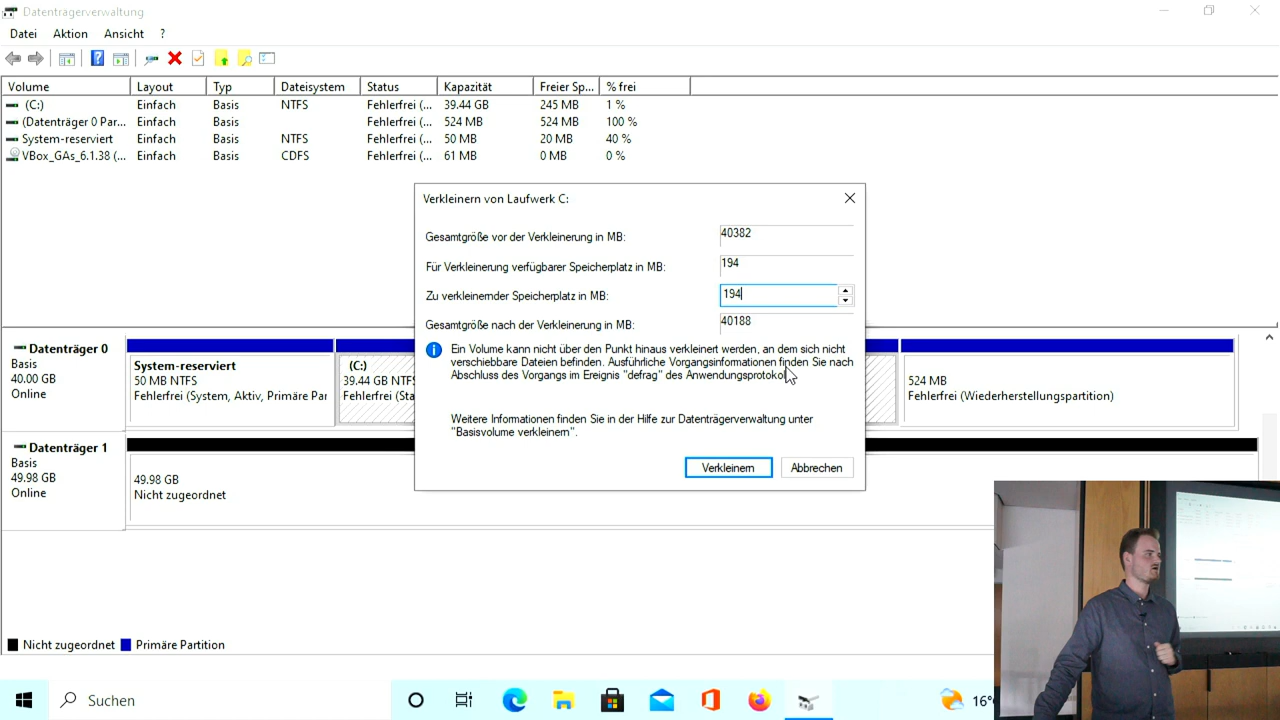 Datenträgerverwaltung
Datei Aktion Ansicht ?
Volume Layout Typ Dateisystem Status Kapazität Freier Sp... % frei
(C:) Einfach Basis NTFS Fehlerfrei (... 39.44 GB 245 MB 1 %
(Datenträger 0 Par... Einfach Basis Fehlerfrei (... 524 MB 524 MB 100 %
System-reserviert Einfach Basis NTFS Fehlerfrei (... 50 MB 20 MB 40 %
VBox_GAs_6.1.38 (... Einfach Basis CDFS Fehlerfrei (... 61 MB 0 MB 0 %
Verkleinern von Laufwerk C:
Gesamtgröße vor der Verkleinerung in MB: 40382
Für Verkleinerung verfügbarer Speicherplatz in MB: 194
Zu verkleinernder Speicherplatz in MB: 194
Gesamtgröße nach der Verkleinerung in MB: 40188
Ein Volume kann nicht über den Punkt hinaus verkleinert werden, an dem sich nicht
verschiebbare Dateien befinden. Ausführliche Vorgangsinformationen finden Sie nach
Abschluss des Vorgangs im Ereignis "defrag" des Anwendungsprotokol
Weitere Informationen finden Sie in der Hilfe zur Datenträgerverwaltung unter
"Basisvolume verkleinern".
Verkleinern Abbrechen
Datenträger 0
Basis
40.00 GB
Online
System-reserviert
50 MB NTFS
Fehlerfrei (System, Aktiv, Primäre Par
(C:)
39.44 GB NTFS
Fehlerfrei (Sta
524 MB
Fehlerfrei (Wiederherstellungspartition)
Datenträger 1
Basis
49.98 GB
Online
49.98 GB
Nicht zugeordnet
Nicht zugeordnet Primäre Partition
Suchen
16°